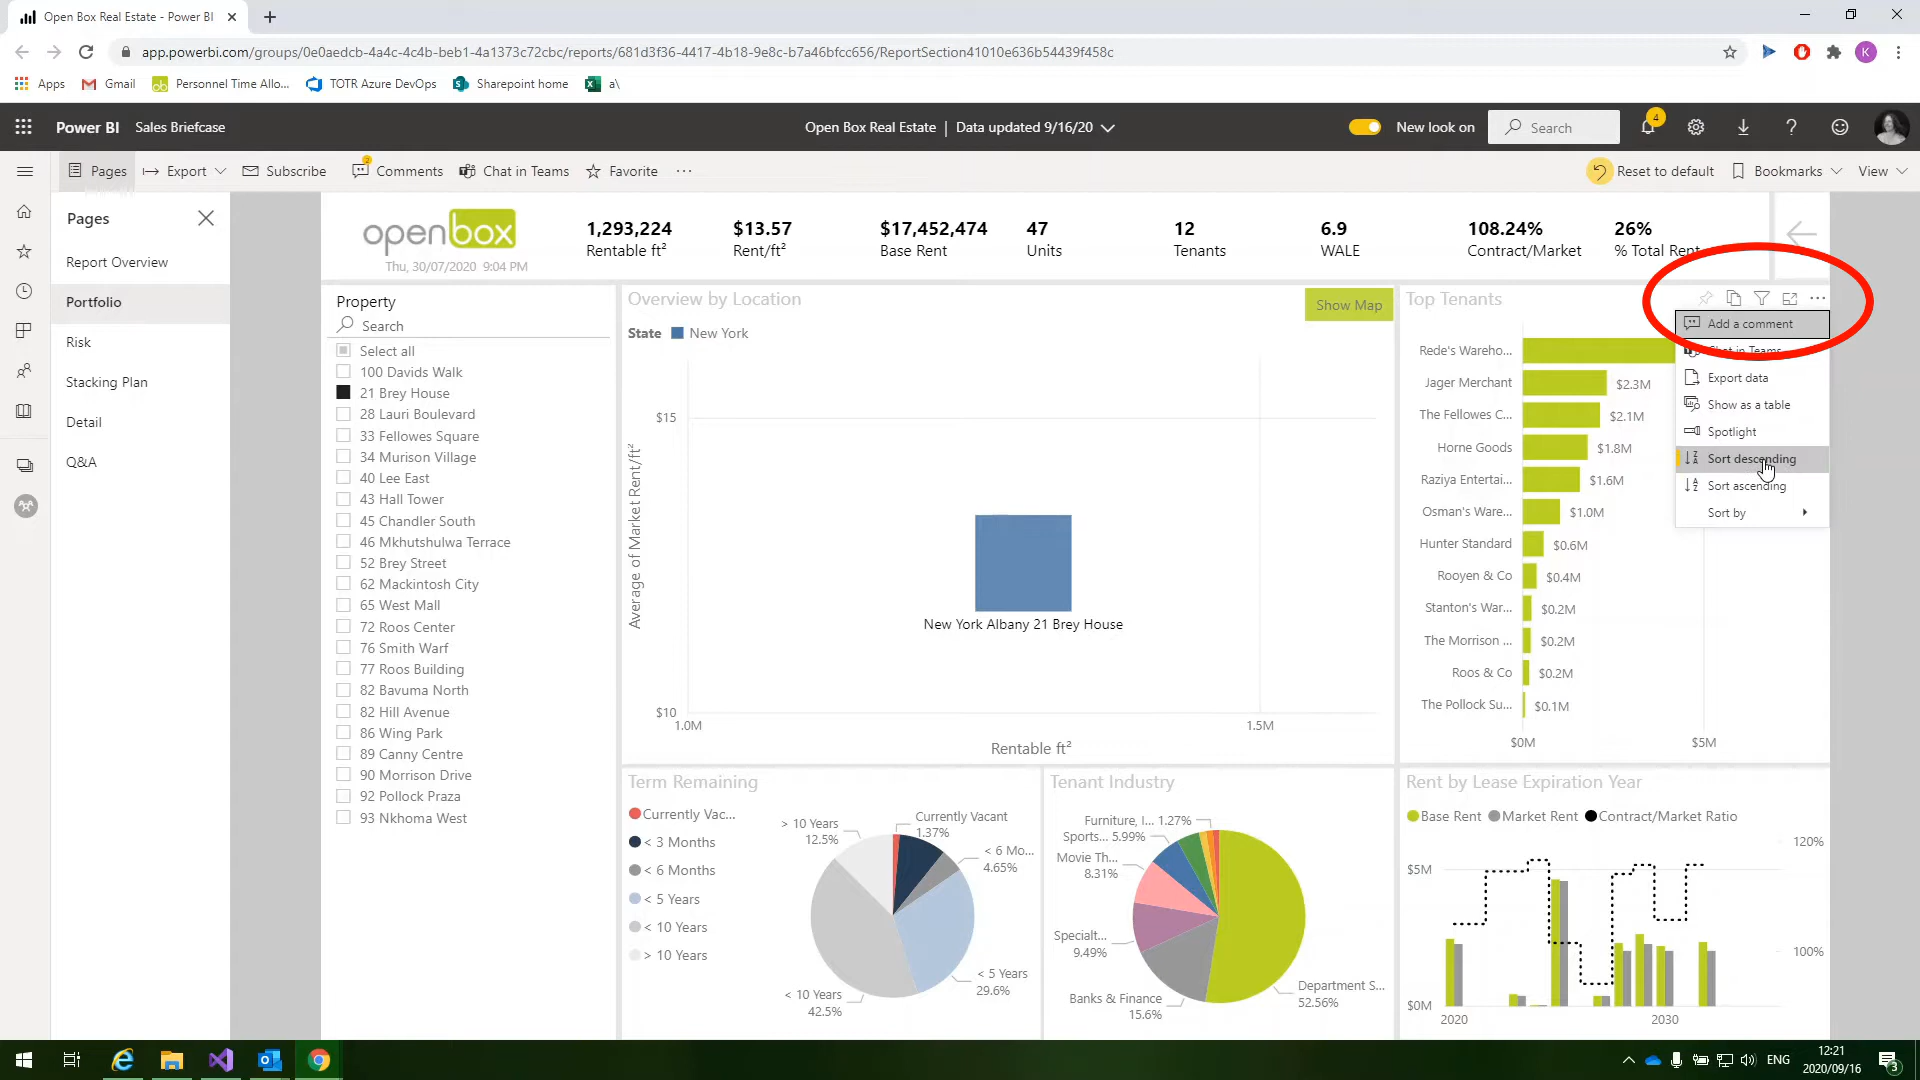 Open Box Real Estate - Power BI
app.powerbi.com/groups/0e0aedcb-4a4c-4c4b-beb1-4a1373c72cbc/reports/681d3f36-4417-4b18-9e8c-b7a46bfcc656/ReportSection41010e636b54439f458c
K
Apps
Gmail
Personnel Time Allo...
TOTR Azure DevOps
Sharepoint home
a\
Power BI
Sales Briefcase
Open Box Real Estate | Data updated 9/16/20
New look on
Search
4
Pages
Export
Subscribe
2
Comments
Chat in Teams
Favorite
...
Reset to default
Bookmarks
View
Pages
Report Overview
Portfolio
Risk
Stacking Plan
Detail
Q&A
openbox
Thu, 30/07/2020 9:04 PM
1,293,224
Rentable ft²
$13.57
Rent/ft²
$17,452,474
Base Rent
47
Units
12
Tenants
6.9
WALE
108.24%
Contract/Market
26%
% Total Rent
Property
Search
Select all
100 Davids Walk
21 Brey House
28 Lauri Boulevard
33 Fellowes Square
34 Murison Village
40 Lee East
43 Hall Tower
45 Chandler South
46 Mkhutshulwa Terrace
52 Brey Street
62 Mackintosh City
65 West Mall
72 Roos Center
76 Smith Warf
77 Roos Building
82 Bavuma North
82 Hill Avenue
86 Wing Park
89 Canny Centre
90 Morrison Drive
92 Pollock Praza
93 Nkhoma West
Overview by Location
Show Map
State New York
Average of Market Rent/ft²
$15
$10
New York Albany 21 Brey House
1.0M
1.5M
Rentable ft²
Top Tenants
Rede's Wareho...
Jager Merchant
$2.3M
The Fellowes C...
$2.1M
Horne Goods
$1.8M
Raziya Entertai...
$1.6M
Osman's Ware...
$1.0M
Hunter Standard
$0.6M
Rooyen & Co
$0.4M
Stanton's War...
$0.2M
The Morrison ...
$0.2M
Roos & Co
$0.2M
The Pollock Su...
$0.1M
$0M
$5M
Add a comment
Chat in Teams
Export data
Show as a table
Spotlight
Sort descending
Sort ascending
Sort by
Term Remaining
Currently Vac...
< 3 Months
< 6 Months
< 5 Years
< 10 Years
> 10 Years
> 10 Years
12.5%
Currently Vacant
1.37%
< 6 Mo...
4.65%
< 5 Years
29.6%
< 10 Years
42.5%
Tenant Industry
Furniture, I... 1.27%
Sports... 5.99%
Movie Th...
8.31%
Specialt...
9.49%
Banks & Finance
15.6%
Department S...
52.56%
Rent by Lease Expiration Year
Base Rent
Market Rent
Contract/Market Ratio
120%
$5M
100%
$0M
2020
2030
ENG
12:21
2020/09/16
3